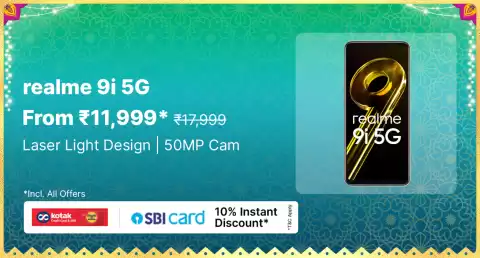 realme 9i 5G
From ₹11,999* ₹17,999
Laser Light Design | 50MP Cam
realme
9i 5G
*Incl. All Offers
kotak
SBI card
10% Instant
Discount*
*T&C Apply